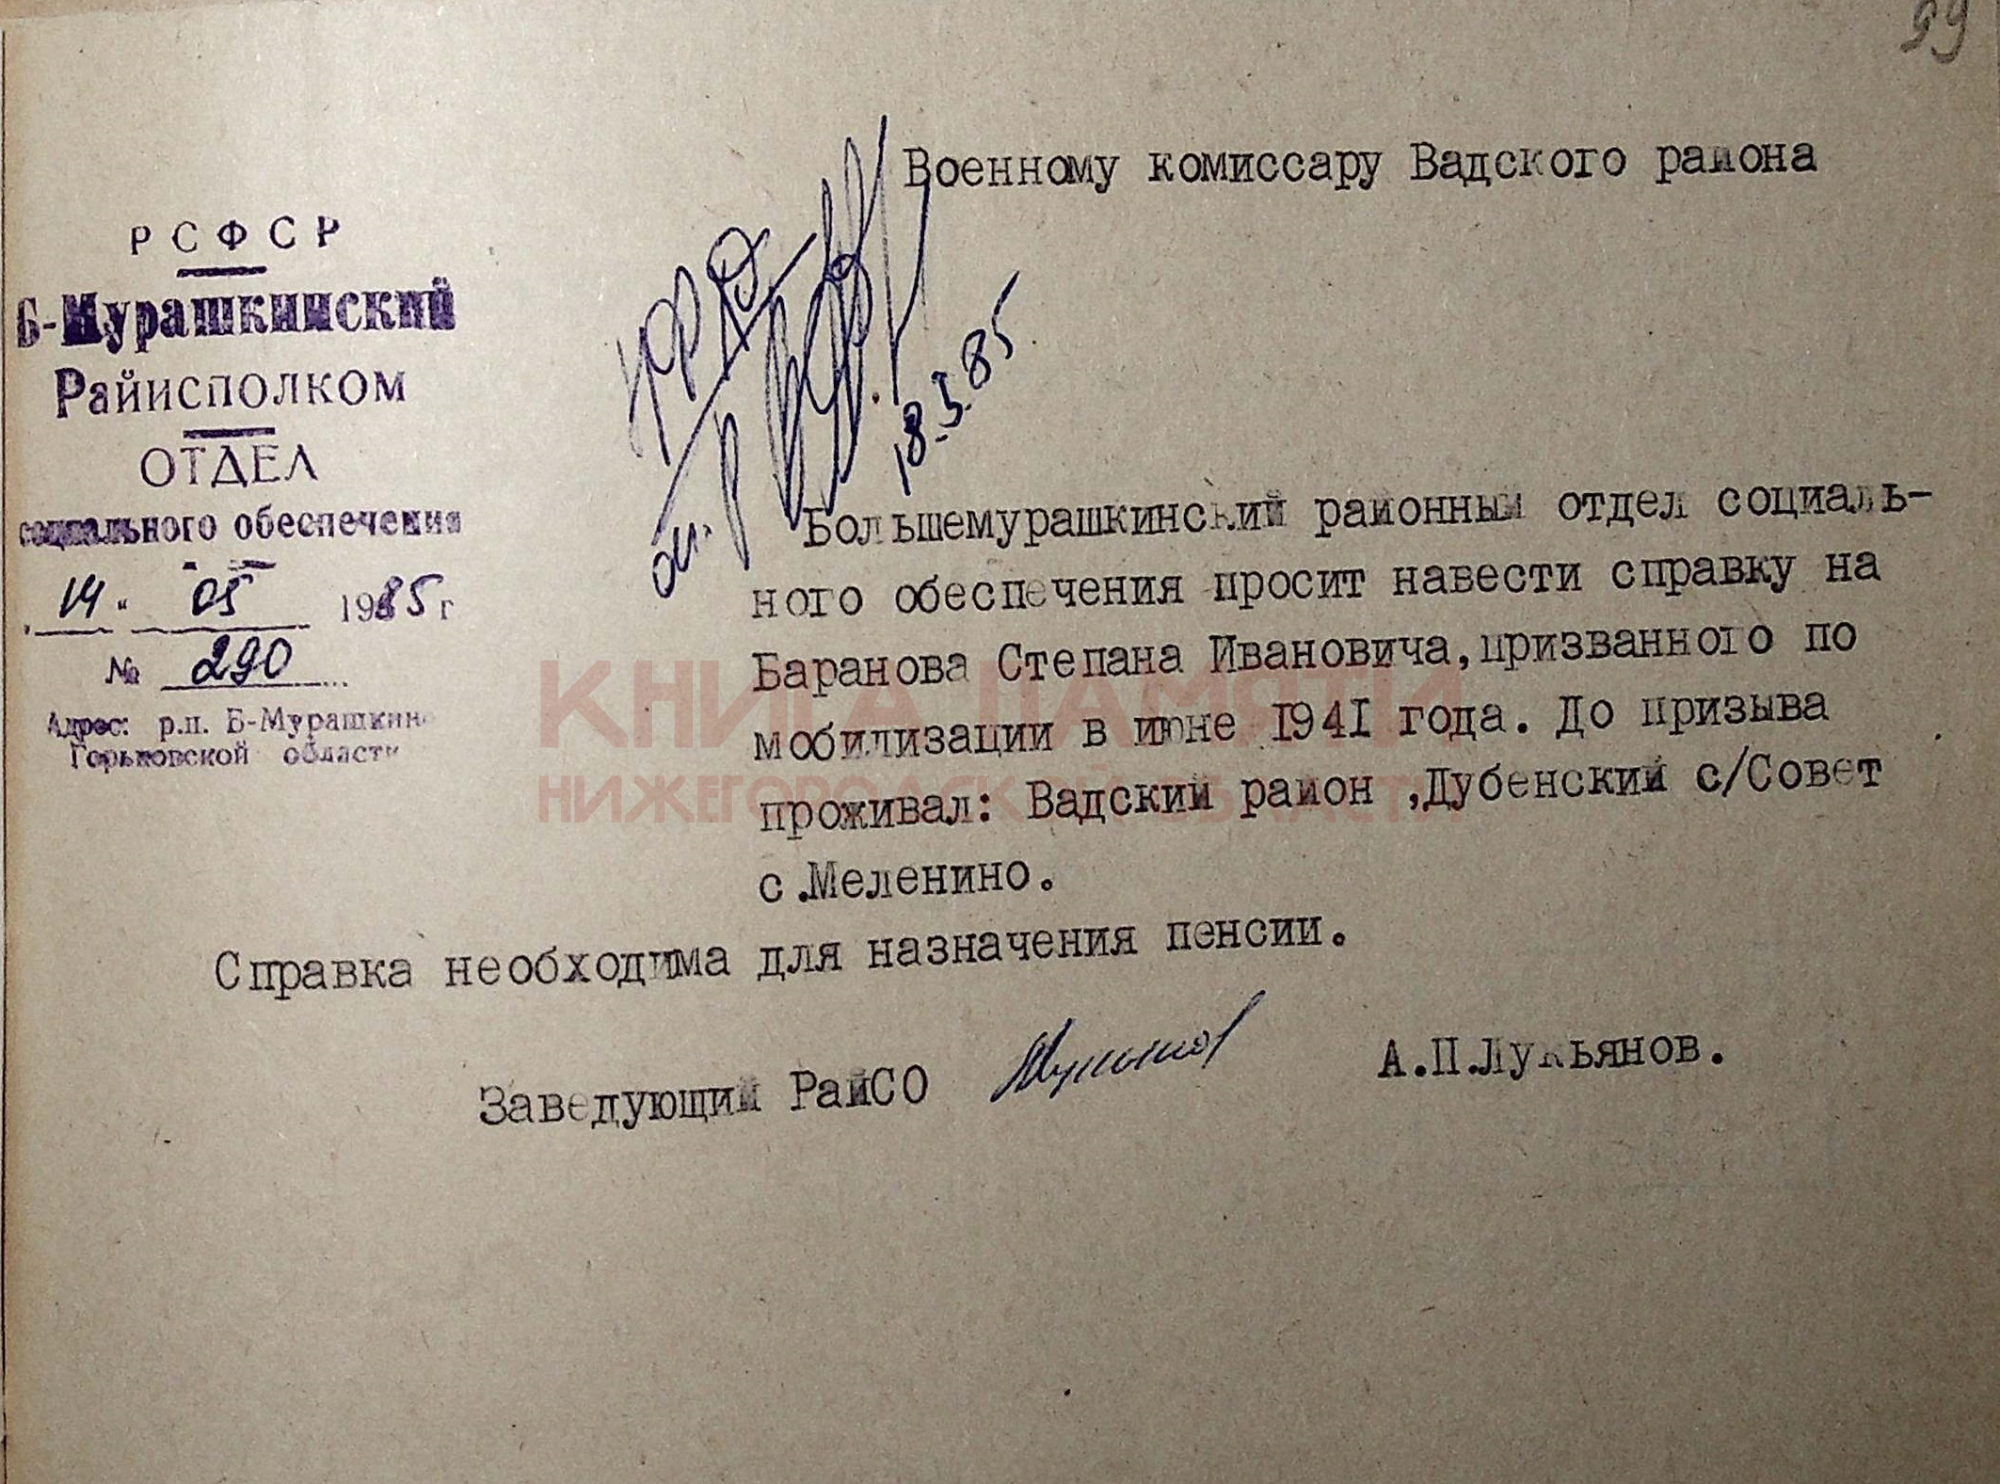 99
Военному комиссару Вадского района
РСФСР
Б-Мурашкинский
Райисполком
ОТДЕЛ
социального обеспечения
"14" 05 1985 г
№ 290
Адрес: р.п. Б-Мурашкино
Горьковской области
18.5.85
Большемурашкинский районный отдел социаль-
ного обеспечения просит навести справку на
Баранова Степана Ивановича,призванного по
мобилизации в июне 1941 года. До призыва
проживал: Вадский район ,Дубенский с/Совет
с.Меленино.
Справка необходима для назначения пенсии.
Заведующий РайСО А.П.Лукьянов.
КНИГА ПАМЯТИ
НИЖЕГОРОДСКОЙ ОБЛАСТИ